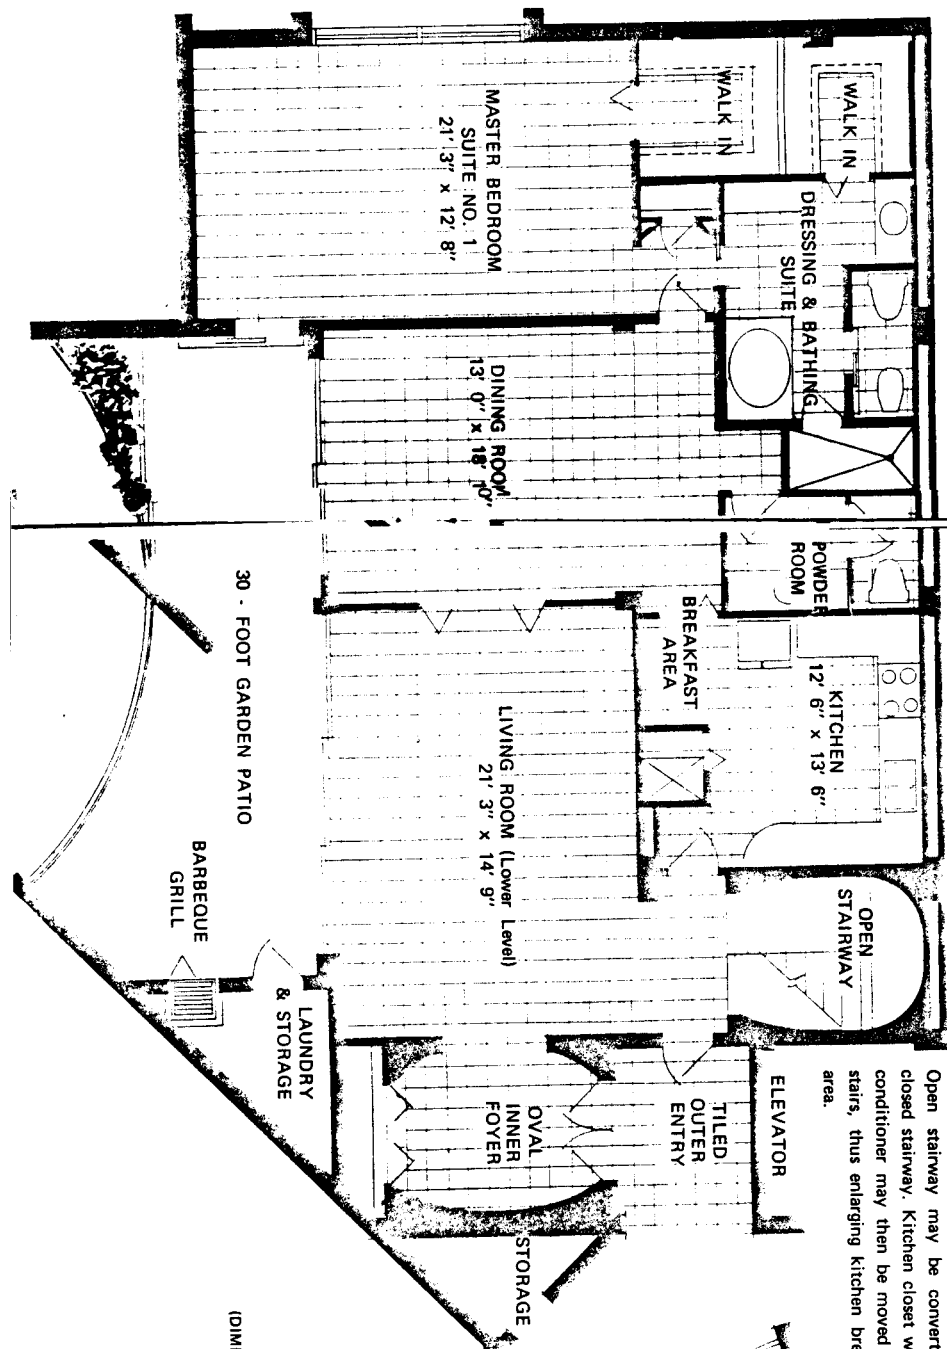 WALK IN
WALK IN
DRESSING & BATHING
SUITE
POWDER
ROOM
KITCHEN
12' 6" x 13' 6"
BREAKFAST
AREA
OPEN
STAIRWAY
Open stairway may be convert
closed stairway. Kitchen closet w
conditioner may then be moved
stairs, thus enlarging kitchen bre
area.
ELEVATOR
TILED
OUTER
ENTRY
MASTER BEDROOM
SUITE NO. 1
21' 3" x 12' 8"
DINING ROOM
13' 0" x 18' 10"
LIVING ROOM (Lower Level)
21' 3" x 14' 9"
OVAL
INNER
FOYER
STORAGE
30 - FOOT GARDEN PATIO
BARBEQUE
GRILL
LAUNDRY
& STORAGE
(DIM